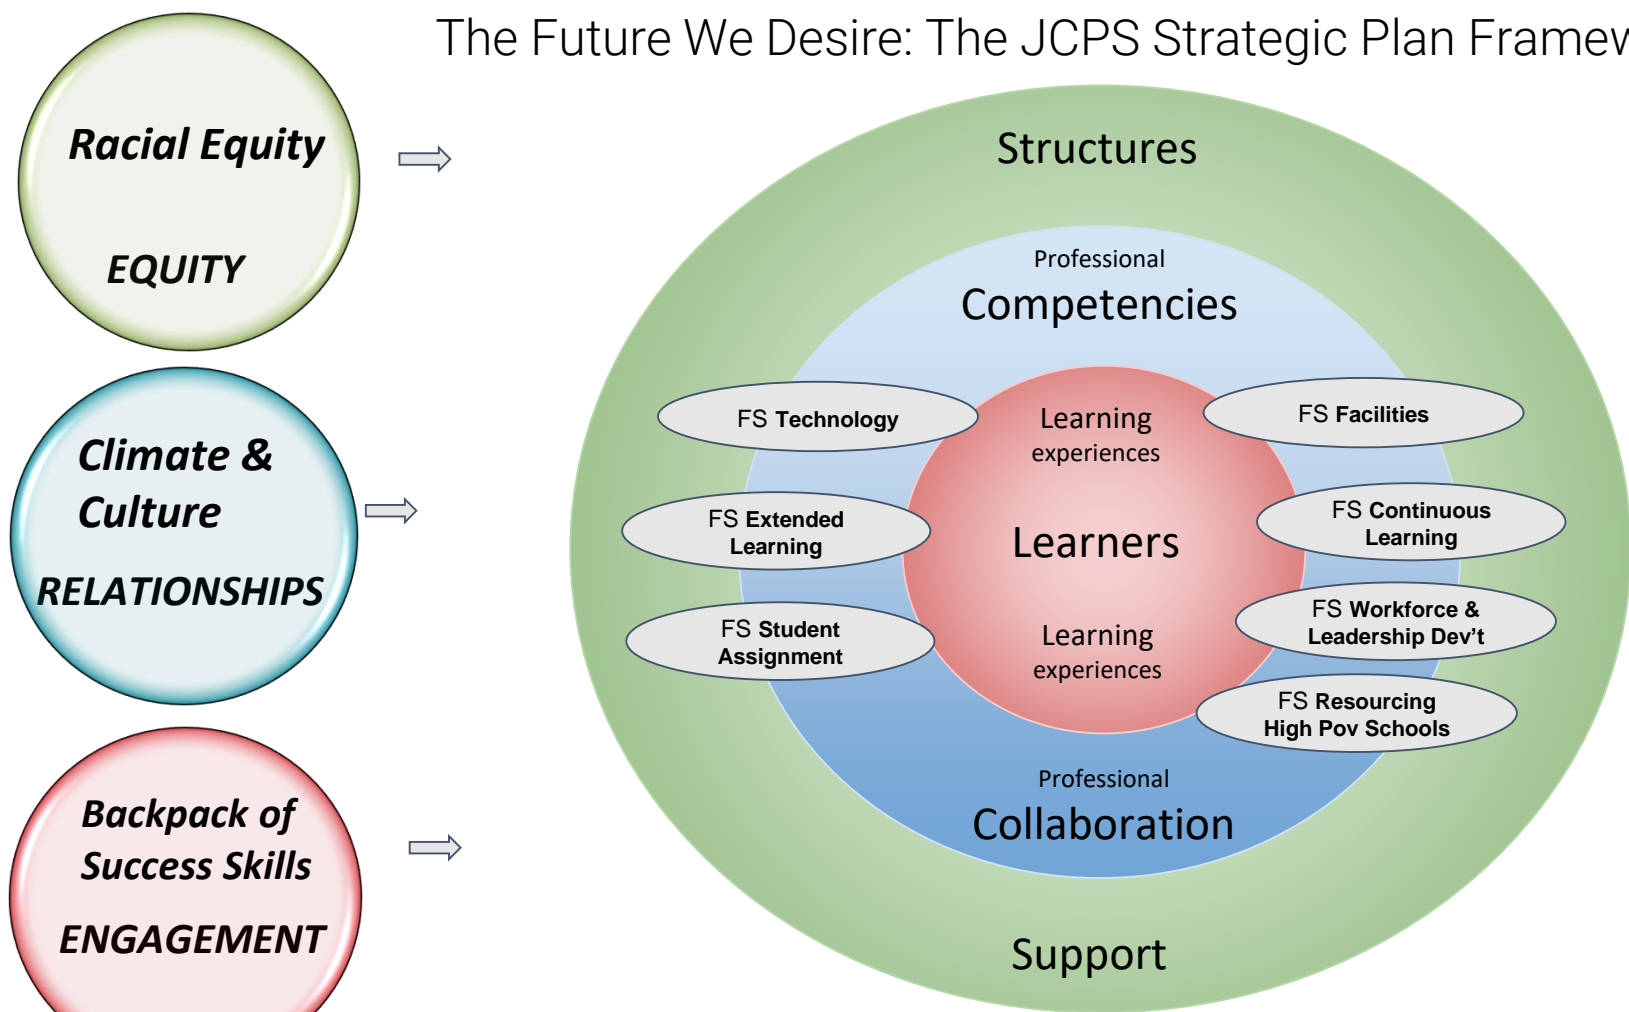 The Future We Desire: The JCPS Strategic Plan Framew
Racial Equity
EQUITY
Climate &
Culture
RELATIONSHIPS
Backpack of
Success Skills
ENGAGEMENT
Structures
Professional
Competencies
Learning
experiences
Learners
Learning
experiences
Professional
Collaboration
Support
FS Technology
FS Extended
Learning
FS Student
Assignment
FS Facilities
FS Continuous
Learning
FS Workforce &
Leadership Dev't
FS Resourcing
High Pov Schools